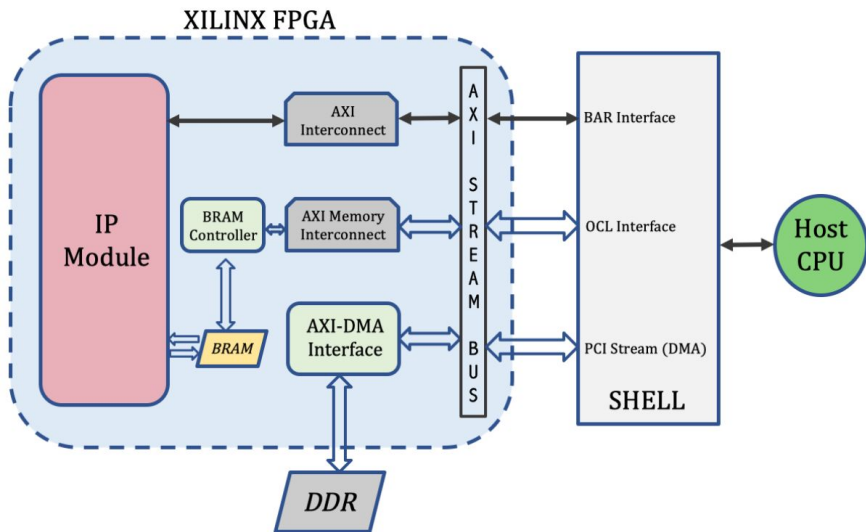 XILINX FPGA
IP
Module
AXI
Interconnect
BRAM
Controller
AXI Memory
Interconnect
BRAM
AXI-DMA
Interface
DDR
AXI STREAM BUS
BAR Interface
OCL Interface
PCI Stream (DMA)
SHELL
Host
CPU